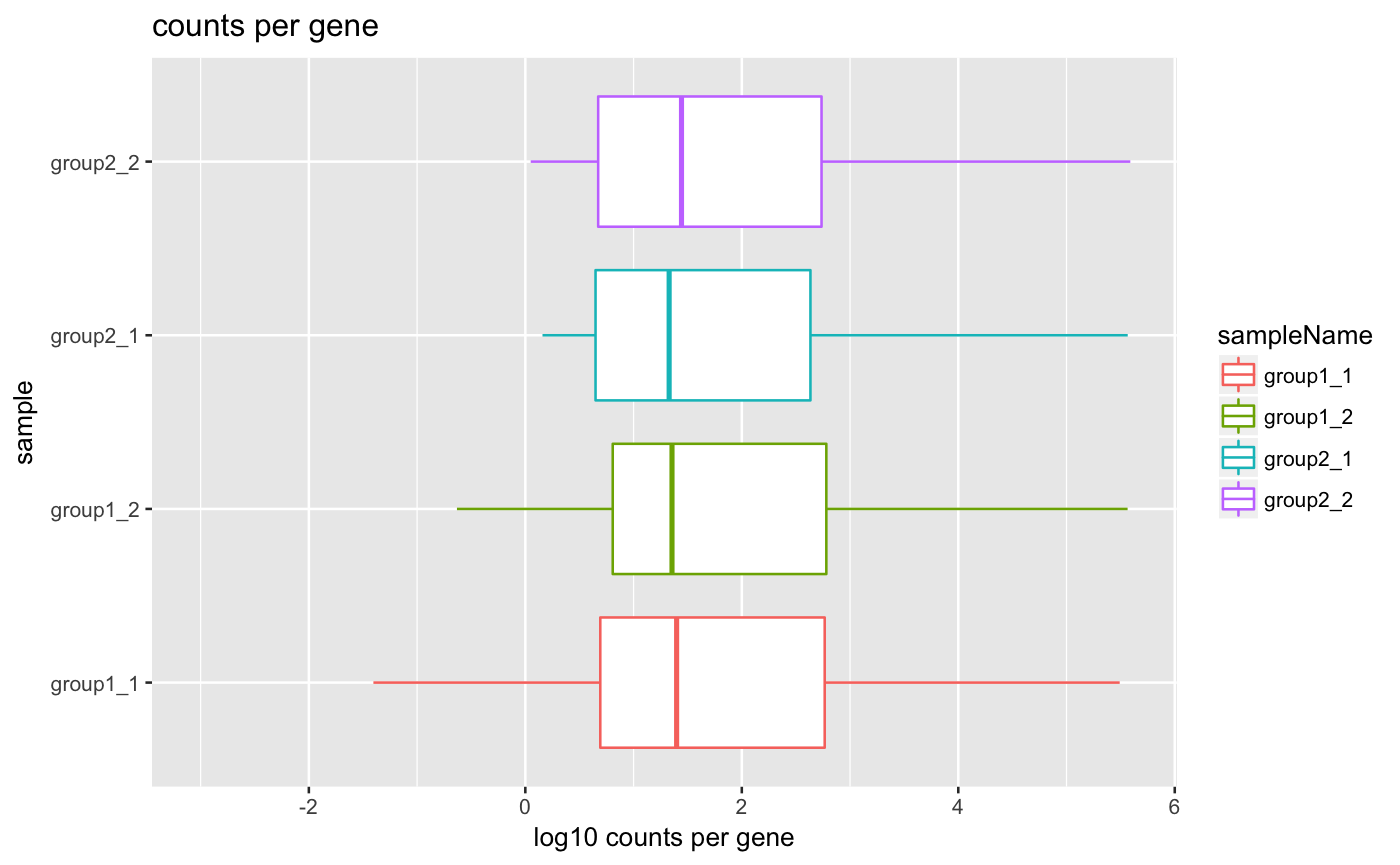 counts per gene
group2_2
group2_1
group1_2
group1_1
sample
-2
0
2
4
6
log10 counts per gene
sampleName
group1_1
group1_2
group2_1
group2_2